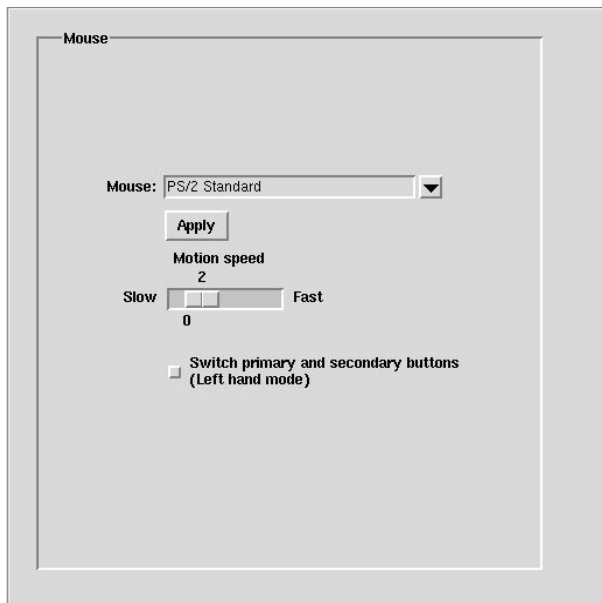 Mouse
Mouse: PS/2 Standard
Apply
Motion speed
2
Slow Fast
0
Switch primary and secondary buttons
(Left hand mode)